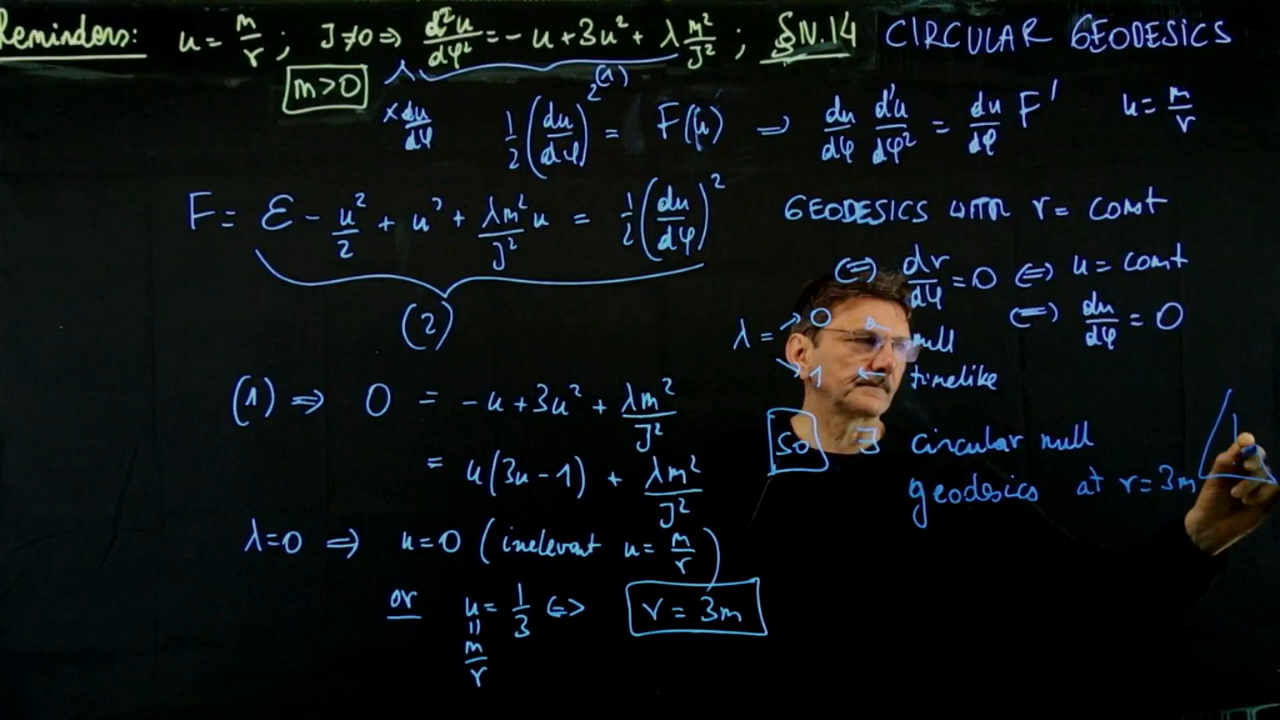 Reminders: u = m/r ; J≠0 ⇒ d²u/dφ² = -u + 3u² + λ m²/J² ; §N.14 CIRCULAR GEODESICS
m>0
λ (1)
× du/dφ 1/2 (du/dφ)² = F(u) ⇒ du/dφ d²u/dφ² = du/dφ F' u = m/r
F = ℰ - u²/2 + u³ + λm²/J² u = 1/2 (du/dφ)² GEODESICS WITH r = const
(2)
⇔ dr/dφ = 0 ⇔ u = const
⇔ du/dφ = 0
λ = → 0 ← null
↘ 1 ← timelike
(1) ⇒ 0 = -u + 3u² + λm²/J²
= u(3u-1) + λm²/J²
SO ∃ circular null
geodesics at r = 3m
λ=0 ⇒ u=0 (irrelevant u = m/r)
or u = 1/3 ⇔ r = 3m
=
m/r